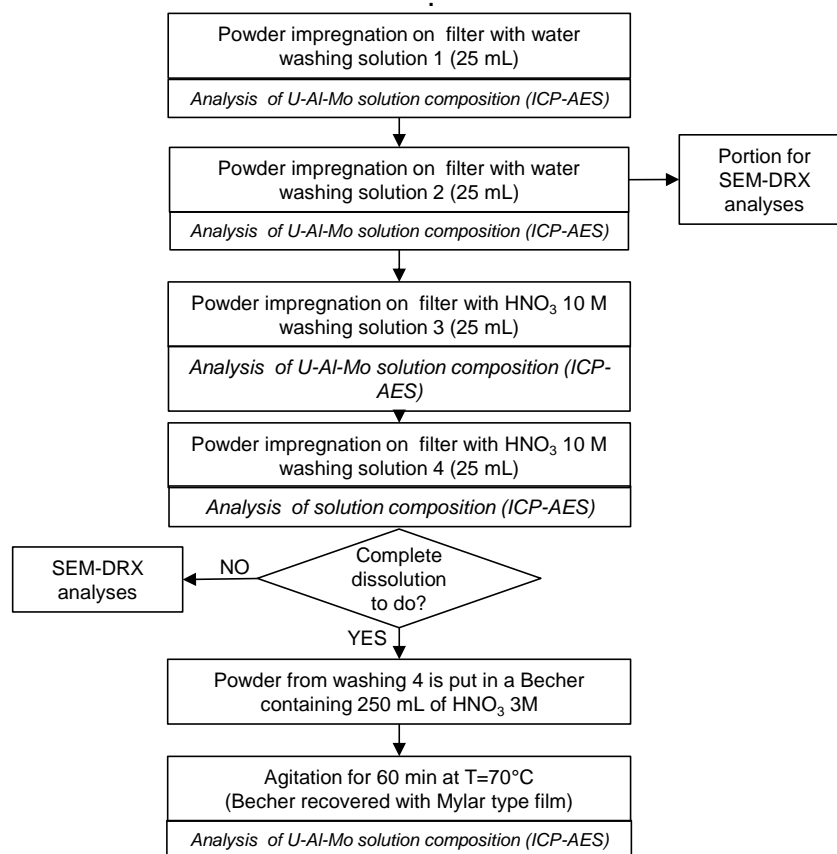 Powder impregnation on filter with water
washing solution 1 (25 mL)
Analysis of U-Al-Mo solution composition (ICP-AES)
Powder impregnation on filter with water
washing solution 2 (25 mL)
Analysis of U-Al-Mo solution composition (ICP-AES)
Portion for
SEM-DRX
analyses
Powder impregnation on filter with HNO₃ 10 M
washing solution 3 (25 mL)
Analysis of U-Al-Mo solution composition (ICP-
AES)
Powder impregnation on filter with HNO₃ 10 M
washing solution 4 (25 mL)
Analysis of solution composition (ICP-AES)
Complete
dissolution
to do?
NO
SEM-DRX
analyses
YES
Powder from washing 4 is put in a Becher
containing 250 mL of HNO₃ 3M
Agitation for 60 min at T=70°C
(Becher recovered with Mylar type film)
Analysis of U-Al-Mo solution composition (ICP-AES)